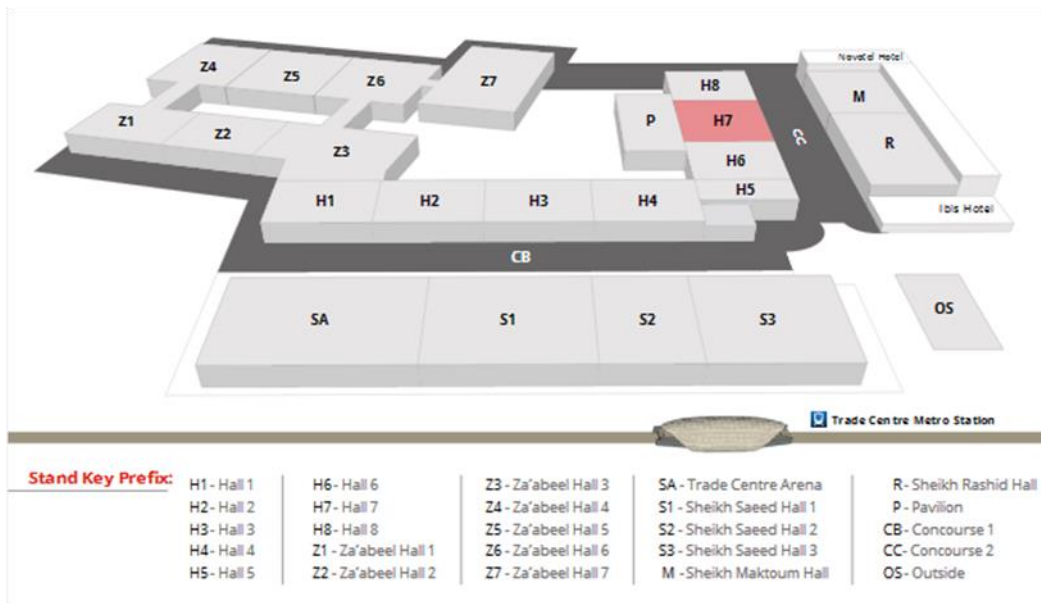 Novotel Hotel
Z4
Z5
Z6
Z7
H8
M
Z1
Z2
P
H7
CC
R
Z3
H6
H5
H1
H2
H3
H4
Ibis Hotel
CB
SA
S1
S2
S3
OS
Trade Centre Metro Station
Stand Key Prefix:
H1 - Hall 1
H2 - Hall 2
H3 - Hall 3
H4 - Hall 4
H5 - Hall 5
H6 - Hall 6
H7 - Hall 7
H8 - Hall 8
Z1 - Za'abeel Hall 1
Z2 - Za'abeel Hall 2
Z3 - Za'abeel Hall 3
Z4 - Za'abeel Hall 4
Z5 - Za'abeel Hall 5
Z6 - Za'abeel Hall 6
Z7 - Za'abeel Hall 7
SA - Trade Centre Arena
S1 - Sheikh Saeed Hall 1
S2 - Sheikh Saeed Hall 2
S3 - Sheikh Saeed Hall 3
M - Sheikh Maktoum Hall
R - Sheikh Rashid Hall
P - Pavilion
CB - Concourse 1
CC - Concourse 2
OS - Outside